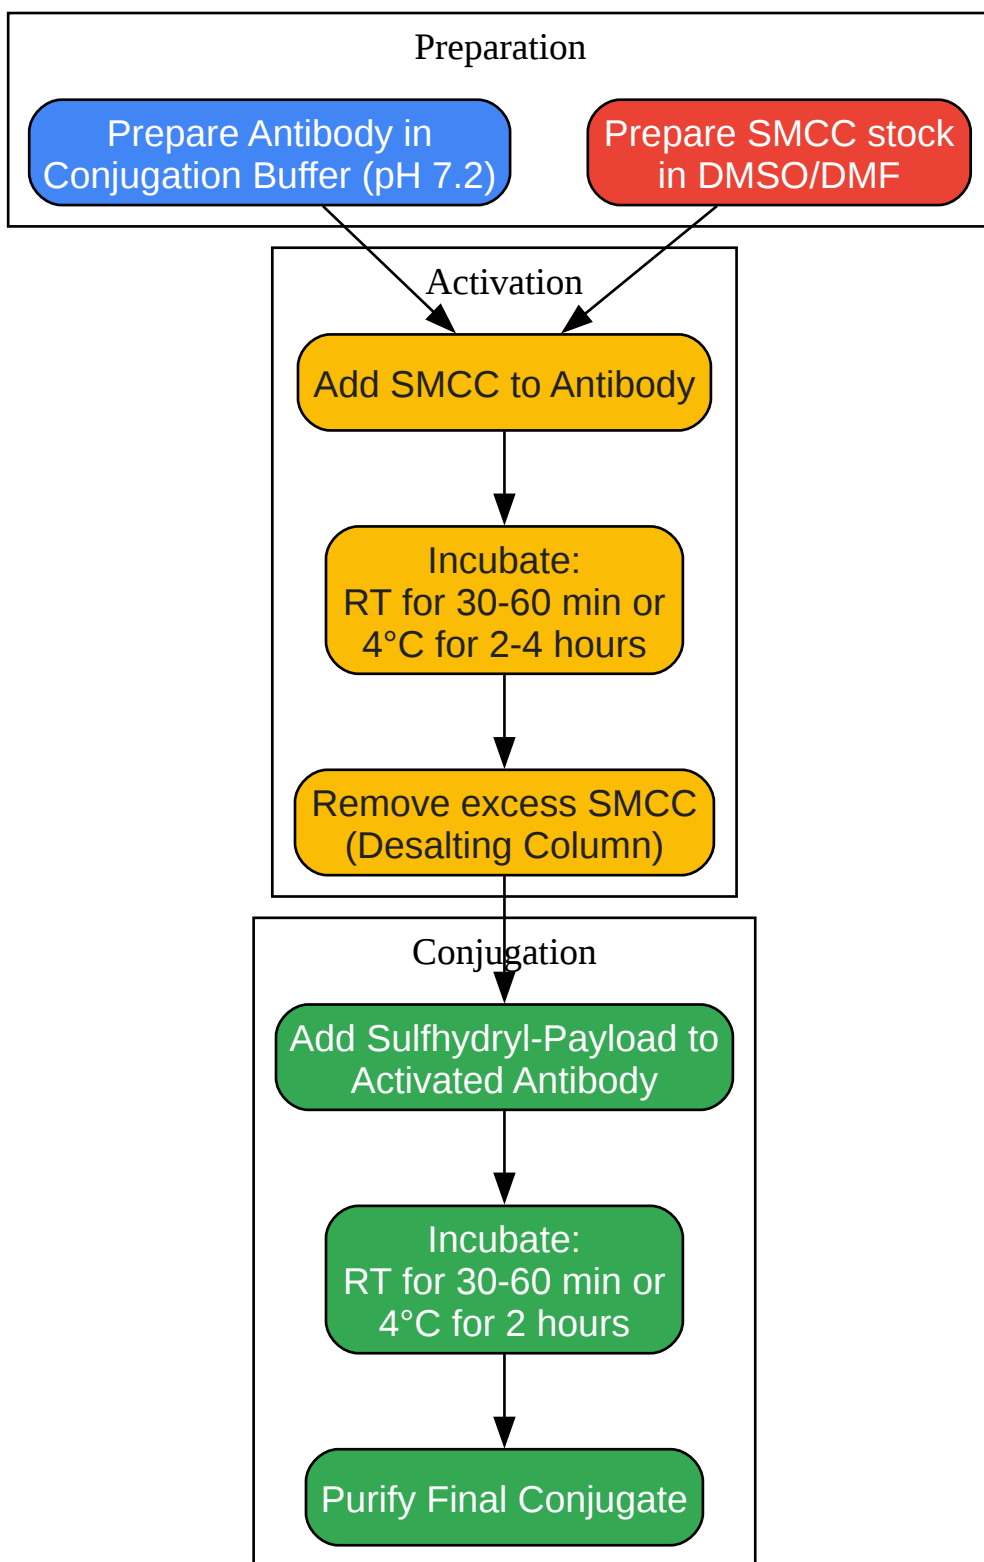 Preparation
Prepare Antibody in
Conjugation Buffer (pH 7.2)
Prepare SMCC stock
in DMSO/DMF
Activation
Add SMCC to Antibody
Incubate:
RT for 30-60 min or
4°C for 2-4 hours
Remove excess SMCC
(Desalting Column)
Conjugation
Add Sulfhydryl-Payload to
Activated Antibody
Incubate:
RT for 30-60 min or
4°C for 2 hours
Purify Final Conjugate